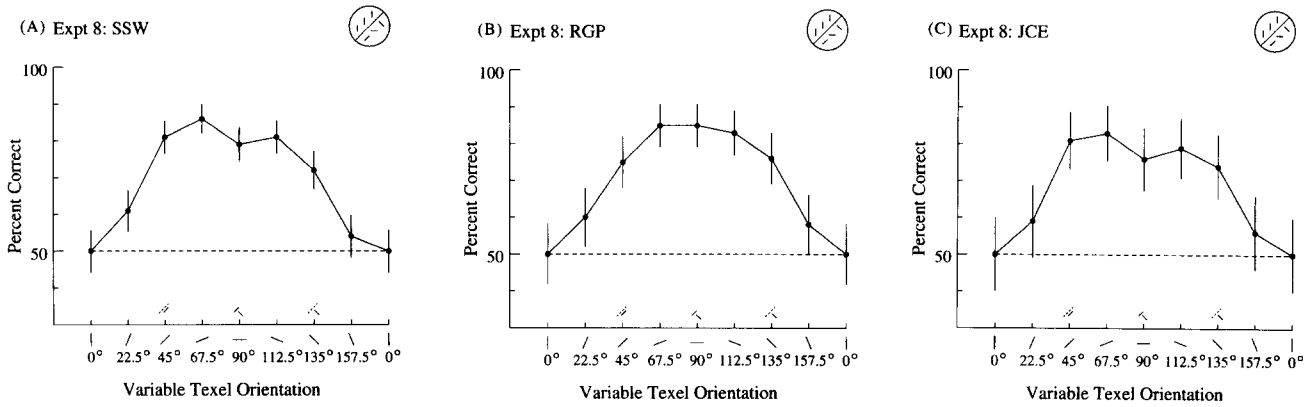 (A) Expt 8: SSW
100
50
Percent Correct
0° 22.5° 45° 67.5° 90° 112.5° 135° 157.5° 0°
Variable Texel Orientation
(B) Expt 8: RGP
100
50
Percent Correct
0° 22.5° 45° 67.5° 90° 112.5° 135° 157.5° 0°
Variable Texel Orientation
(C) Expt 8: JCE
100
50
Percent Correct
0° 22.5° 45° 67.5° 90° 112.5° 135° 157.5° 0°
Variable Texel Orientation